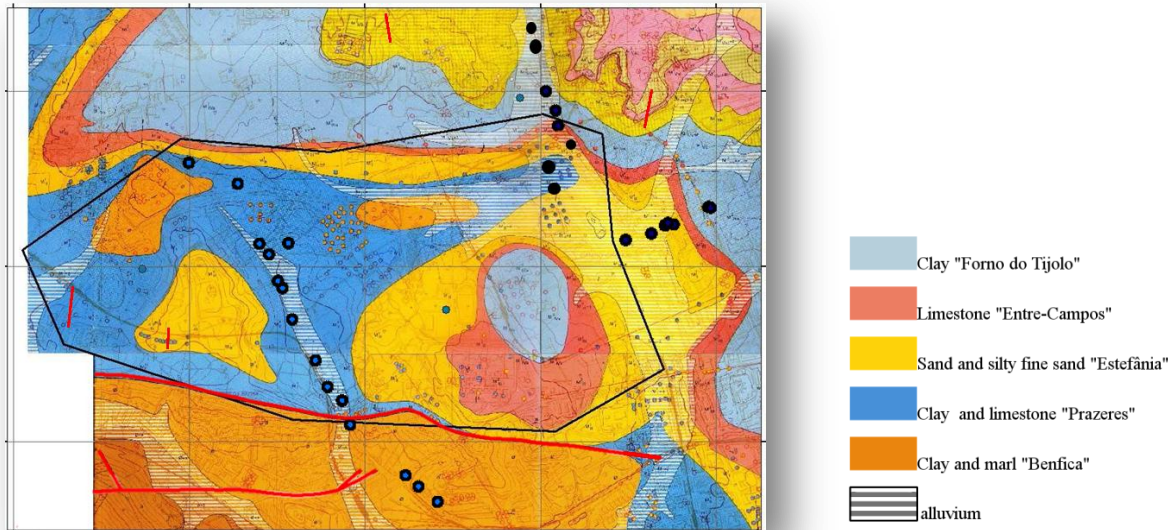 Clay "Forno do Tijolo"
Limestone "Entre-Campos"
Sand and silty fine sand "Estefânia"
Clay and limestone "Prazeres"
Clay and marl "Benfica"
alluvium